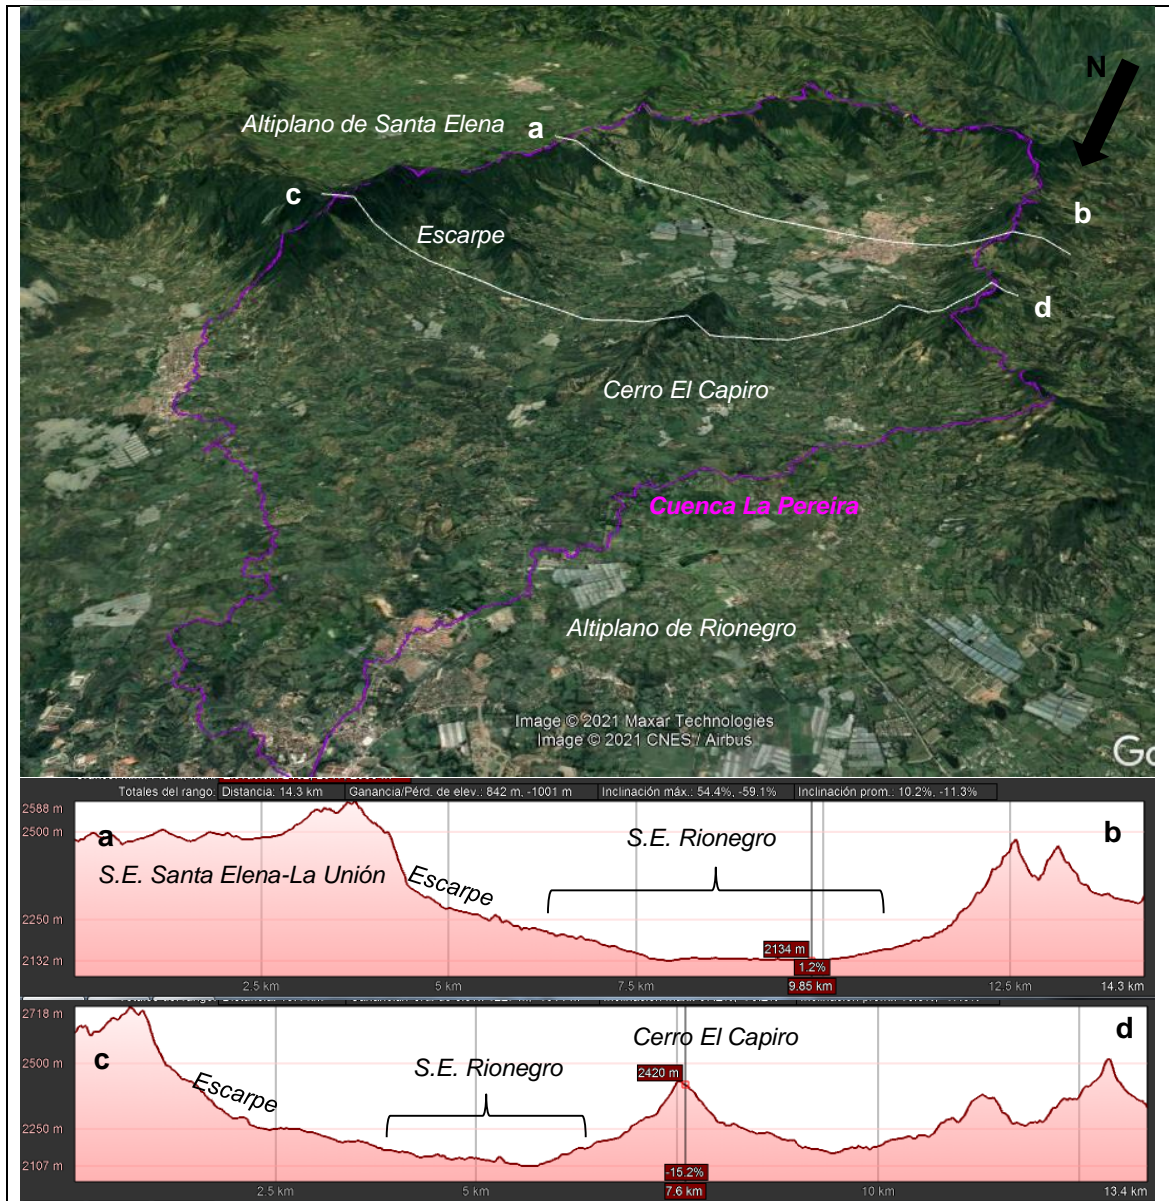 N
Altiplano de Santa Elena
a
c
b
Escarpe
d
Cerro El Capiro
Cuenca La Pereira
Altiplano de Rionegro
Image © 2021 Maxar Technologies
Image © 2021 CNES / Airbus
Go
Totales del rango: Distancia: 14.3 km Ganancia/Pérd. de elev.: 842 m, -1001 m Inclinación máx.: 54.4%, -59.1% Inclinación prom.: 10.2%, -11.3%
2588 m
2500 m
a
S.E. Rionegro
b
S.E. Santa Elena-La Unión
Escarpe
2250 m
2134 m
2132 m
1.2%
2.5 km 5 km 7.5 km 9.85 km 12.5 km 14.3 km
2718 m
Cerro El Capiro
d
c
2500 m
S.E. Rionegro
2420 m
Escarpe
2250 m
2107 m
-15.2%
2.5 km 5 km 7.6 km 10 km 13.4 km